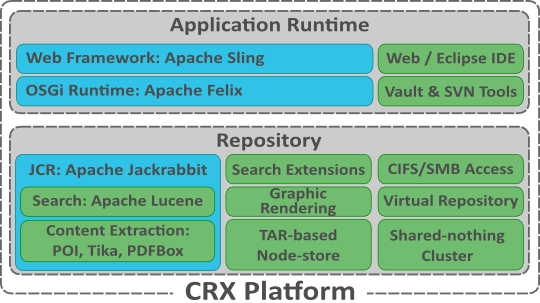 Application Runtime
Web Framework: Apache Sling
Web / Eclipse IDE
OSGi Runtime: Apache Felix
Vault & SVN Tools
Repository
JCR: Apache Jackrabbit
Search: Apache Lucene
Content Extraction:
POI, Tika, PDFBox
Search Extensions
Graphic
Rendering
TAR-based
Node-store
CIFS/SMB Access
Virtual Repository
Shared-nothing
Cluster
CRX Platform